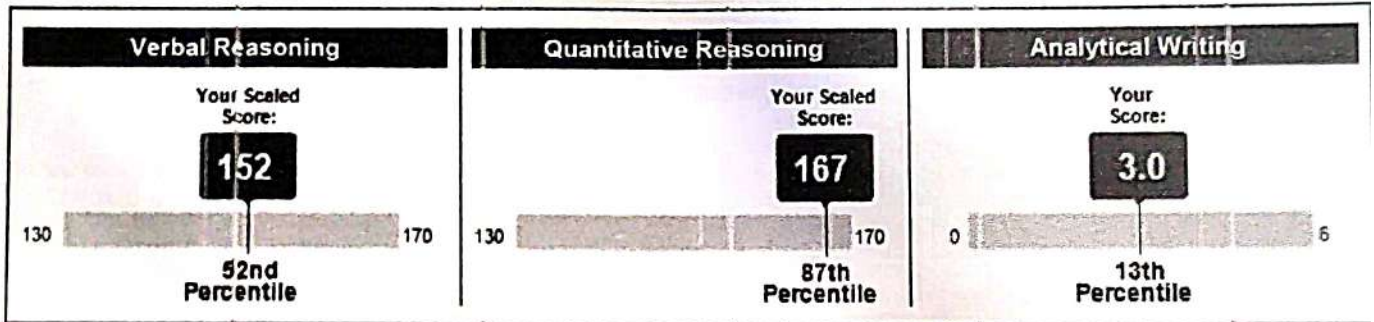 Verbal Reasoning
Your Scaled
Score:
152
130
170
52nd
Percentile
Quantitative Reasoning
Your Scaled
Score:
167
130
170
87th
Percentile
Analytical Writing
Your
Score:
3.0
0
6
13th
Percentile